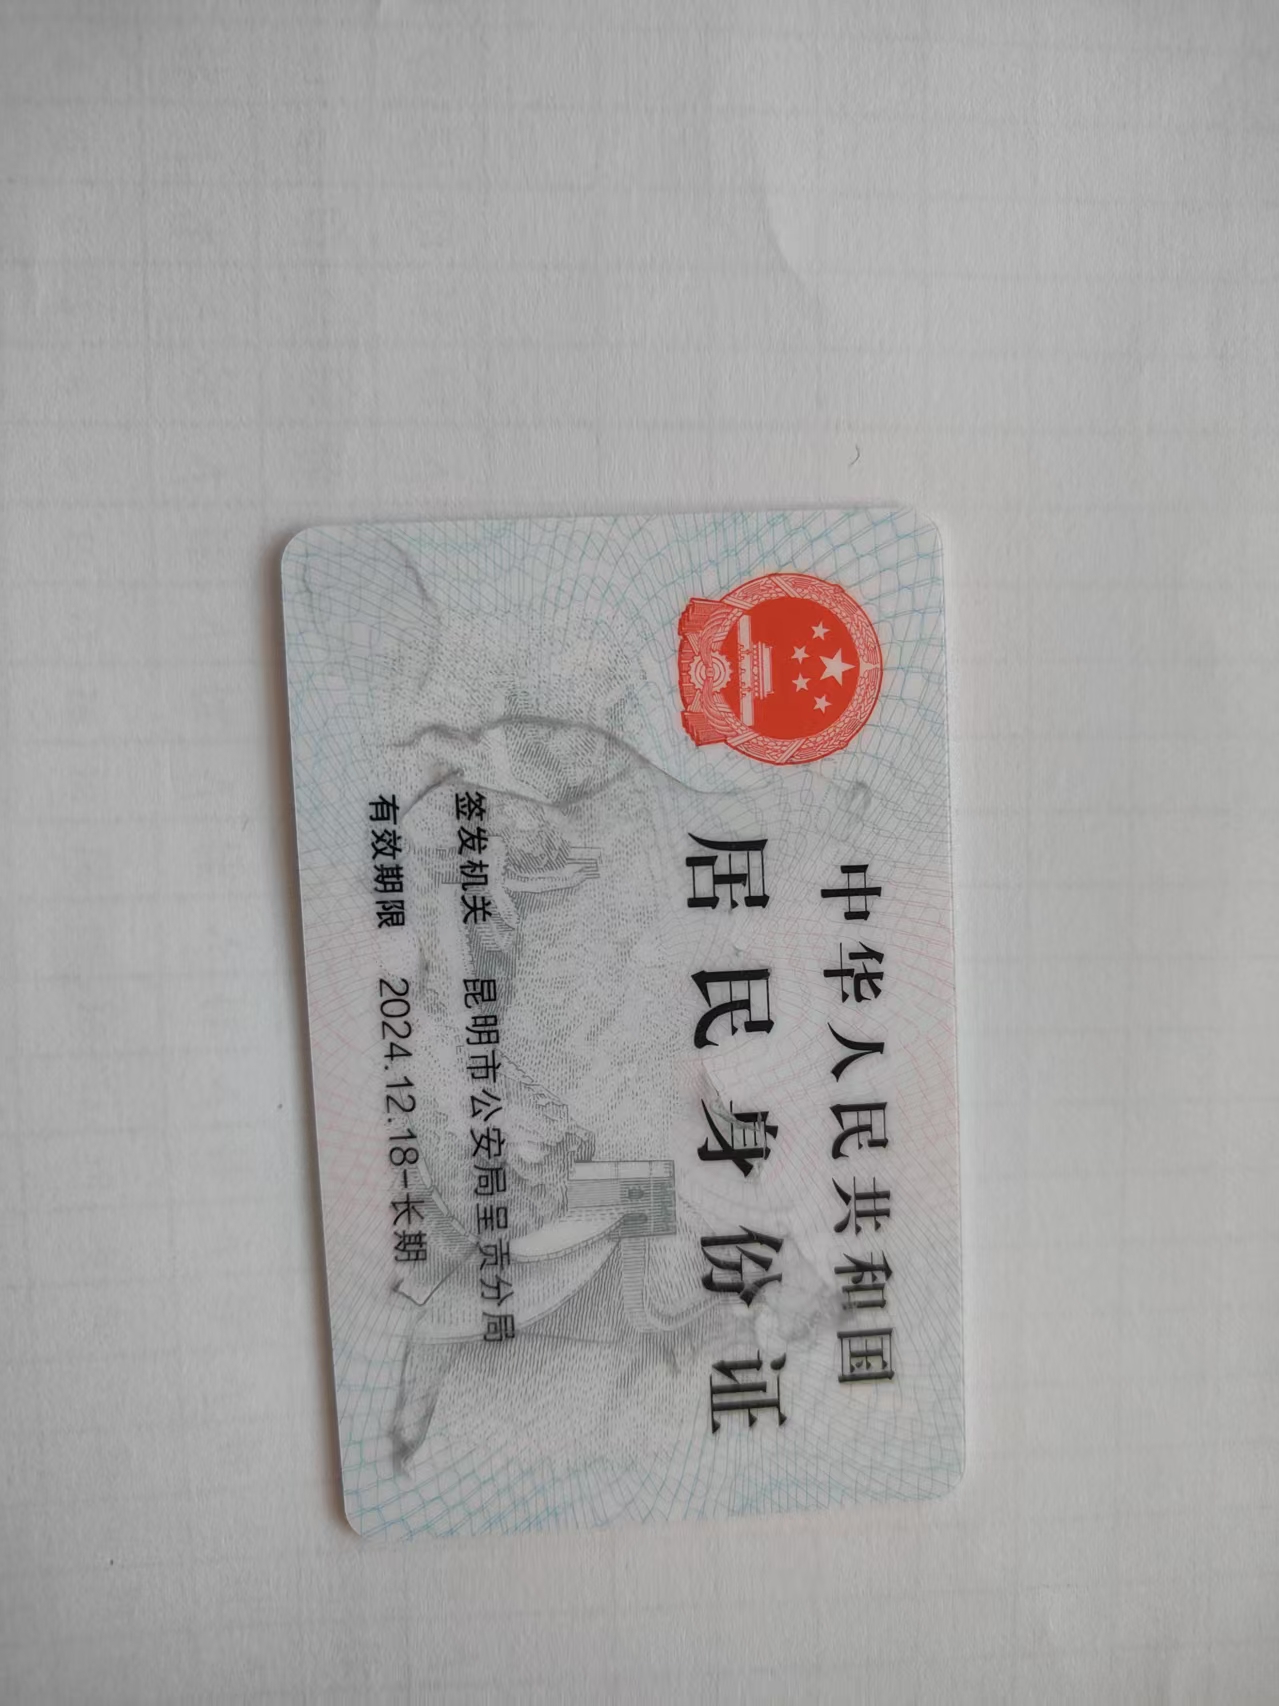 中华人民共和国
居民身份证
签发机关 昆明市公安局呈贡分局
有效期限 2024.12.18-长期